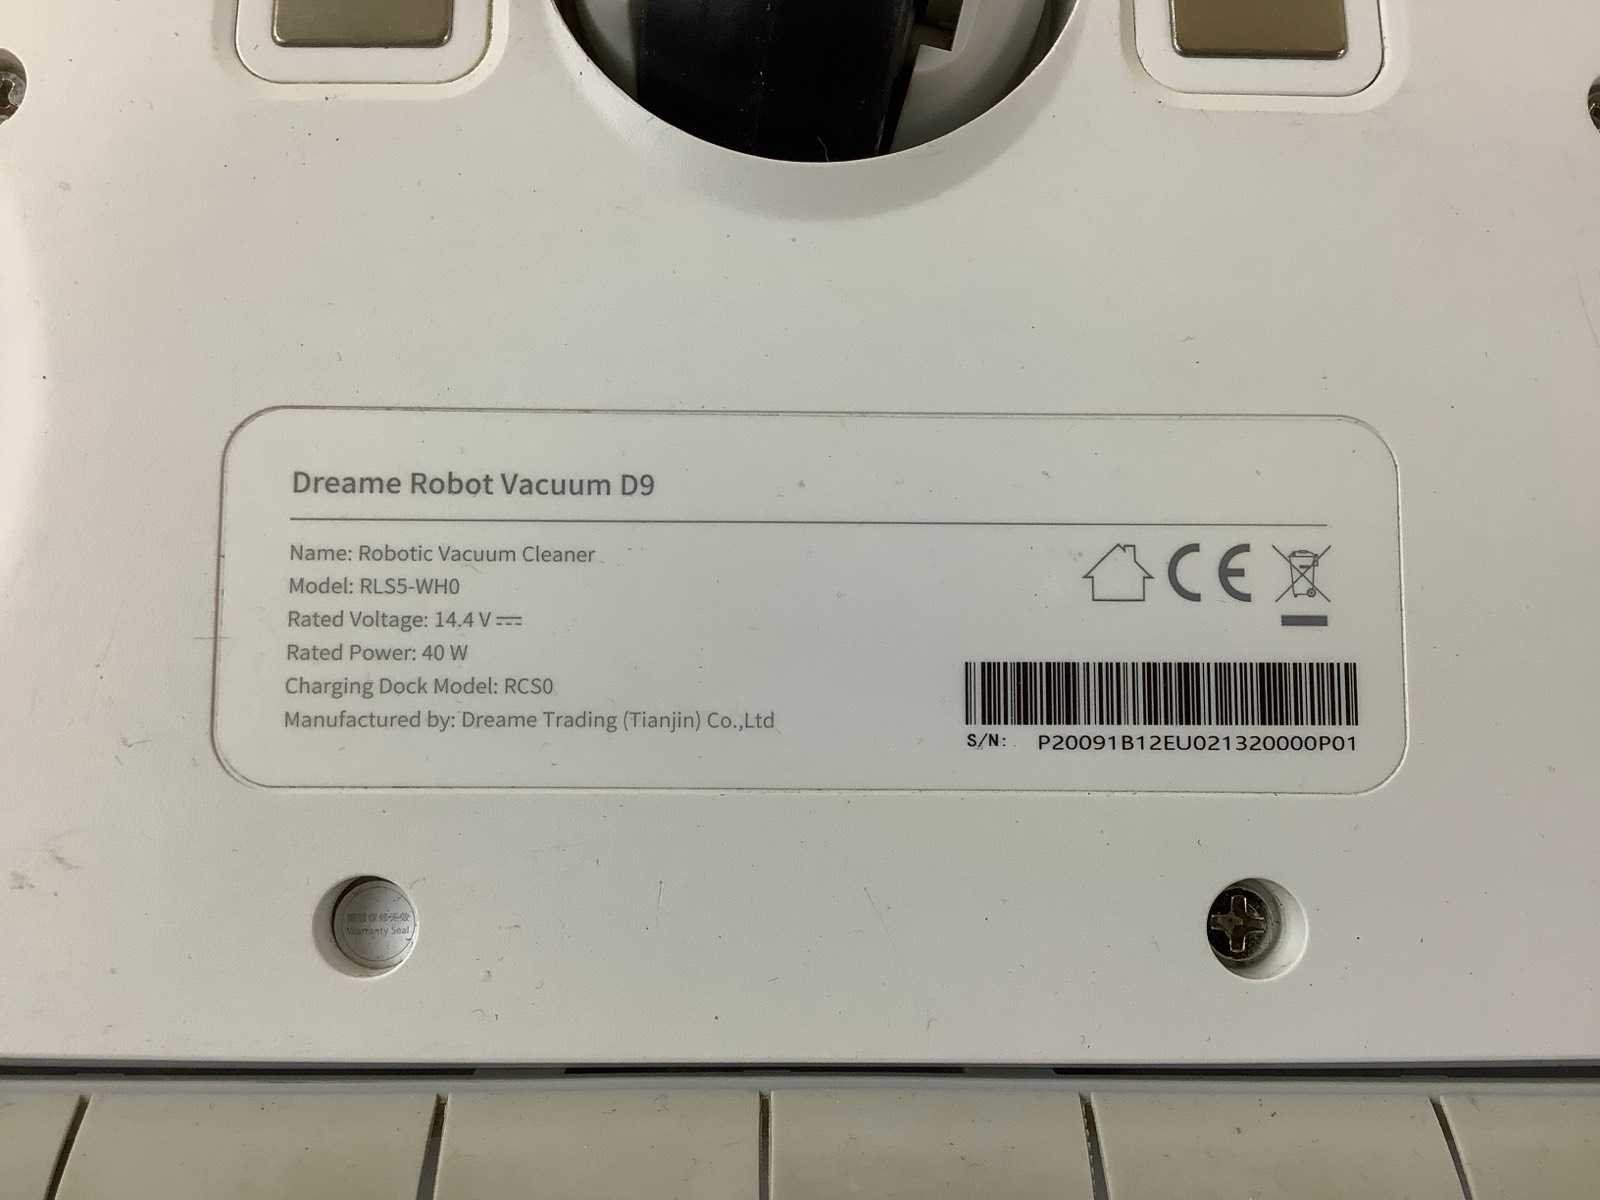 Dreame Robot Vacuum D9
Name: Robotic Vacuum Cleaner
Model: RLS5-WH0
Rated Voltage: 14.4 V
Rated Power: 40 W
Charging Dock Model: RCS0
Manufactured by: Dreame Trading (Tianjin) Co.,Ltd
CE
S/N: P20091B12EU021320000P01
Warranty Seal